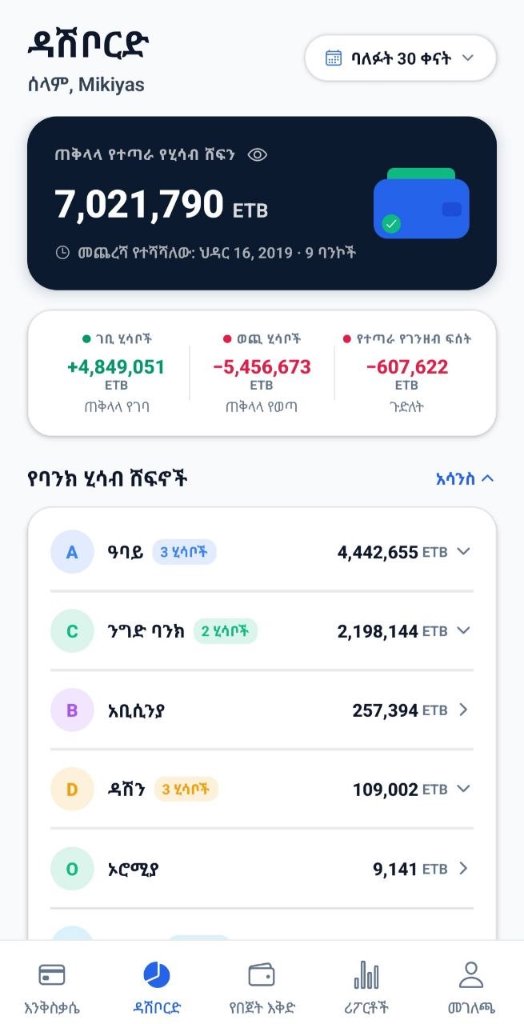 ዳሽቦርድ
ሰላም, Mikiyas
ባለፉት 30 ቀናት
ጠቅላላ የተጣራ የሂሳብ ሽፍን
7,021,790 ETB
መጨረሻ የተሻሻለው: ህዳር 16, 2019 · 9 ባንኮች
ገቢ ሂሳቦች
+4,849,051
ETB
ጠቅላላ የገባ
ወጪ ሂሳቦች
−5,456,673
ETB
ጠቅላላ የወጣ
የተጣራ የገንዘብ ፍሰት
−607,622
ETB
ጉድለት
የባንክ ሂሳብ ሽፍኖች
አሳንስ
A ዓባይ 3 ሂሳቦች 4,442,655 ETB
C ንግድ ባንክ 2 ሂሳቦች 2,198,144 ETB
B አቢሲንያ 257,394 ETB
D ዳሽን 3 ሂሳቦች 109,002 ETB
O ኦሮሚያ 9,141 ETB
እንቅስቃሴ
ዳሽቦርድ
የበጀት እቅድ
ሪፖርቶች
መገለጫ